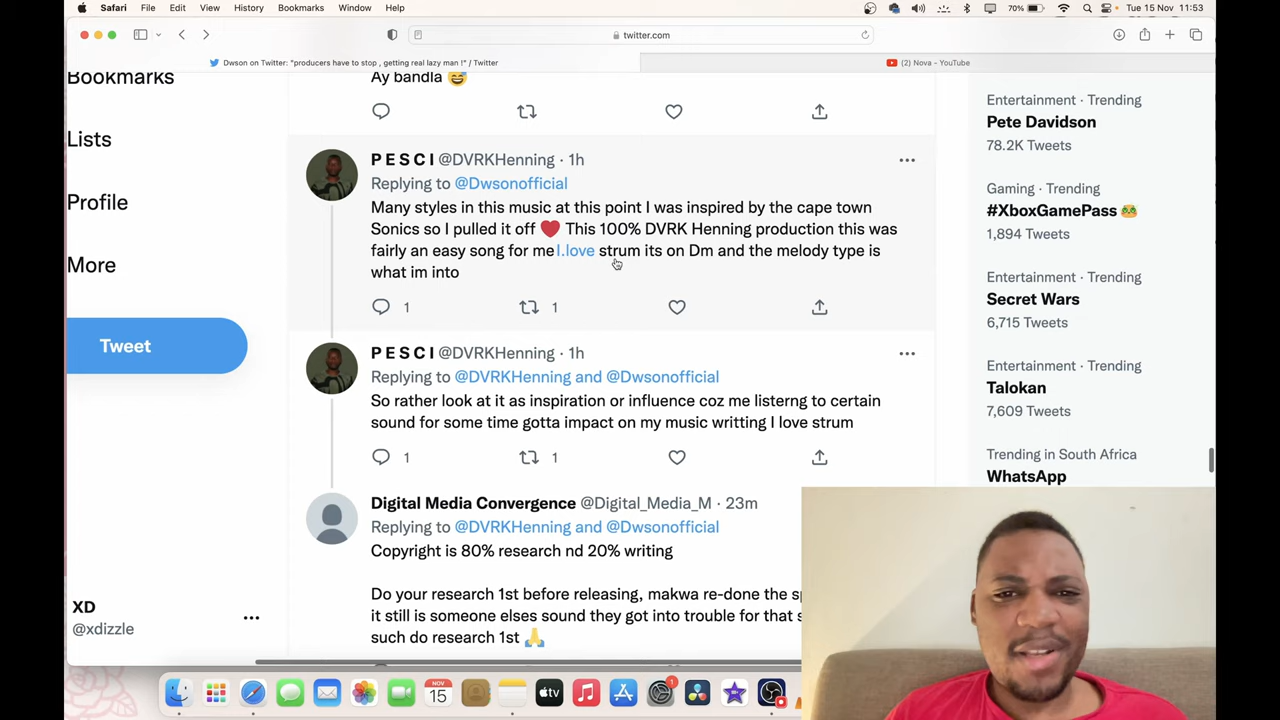 Safari File Edit View History Bookmarks Window Help
70% Tue 15 Nov 11:53
twitter.com
Dwson on Twitter: "producers have to stop , getting real lazy man !" / Twitter
(2) Nova - YouTube
Bookmarks
Lists
Profile
More
Tweet
XD
@xdizzle
Ay bandla 😅
P E S C I @DVRKHenning · 1h
Replying to @Dwsonofficial
Many styles in this music at this point I was inspired by the cape town
Sonics so I pulled it off ❤️ This 100% DVRK Henning production this was
fairly an easy song for me I.love strum its on Dm and the melody type is
what im into
1 1
P E S C I @DVRKHenning · 1h
Replying to @DVRKHenning and @Dwsonofficial
So rather look at it as inspiration or influence coz me listerng to certain
sound for some time gotta impact on my music writting I love strum
1 1
Digital Media Convergence @Digital_Media_M · 23m
Replying to @DVRKHenning and @Dwsonofficial
Copyright is 80% research nd 20% writing
Do your research 1st before releasing, makwa re-done the
it still is someone elses sound they got into trouble for that
such do research 1st 🙏
Entertainment · Trending
Pete Davidson
78.2K Tweets
Gaming · Trending
#XboxGamePass
1,894 Tweets
Entertainment · Trending
Secret Wars
6,715 Tweets
Entertainment · Trending
Talokan
7,609 Tweets
Trending in South Africa
WhatsApp
NOV
15
tv
1